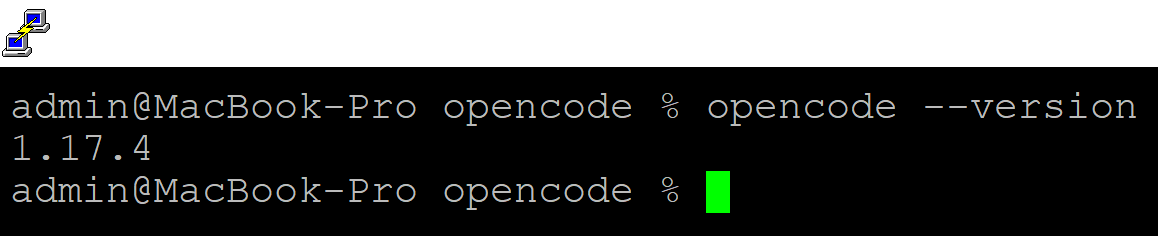 admin@MacBook-Pro opencode % opencode --version
1.17.4
admin@MacBook-Pro opencode %